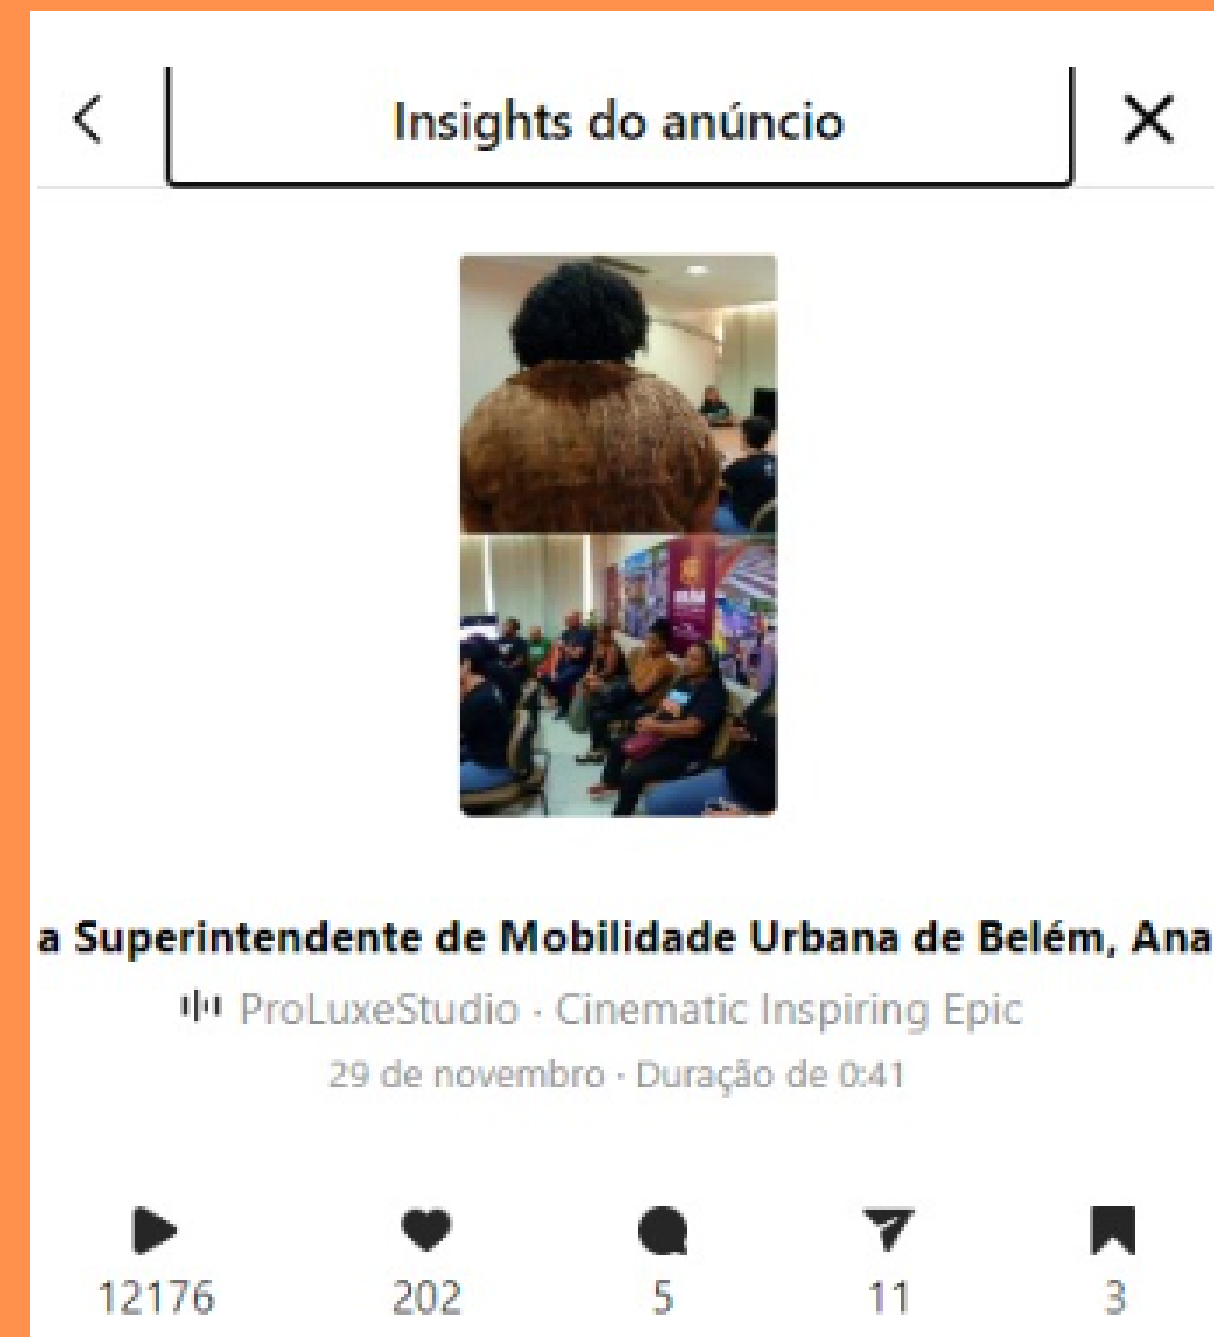 Insights do anúncio
a Superintendente de Mobilidade Urbana de Belém, Ana
ProLuxeStudio · Cinematic Inspiring Epic
29 de novembro · Duração de 0:41
12176 202 5 11 3